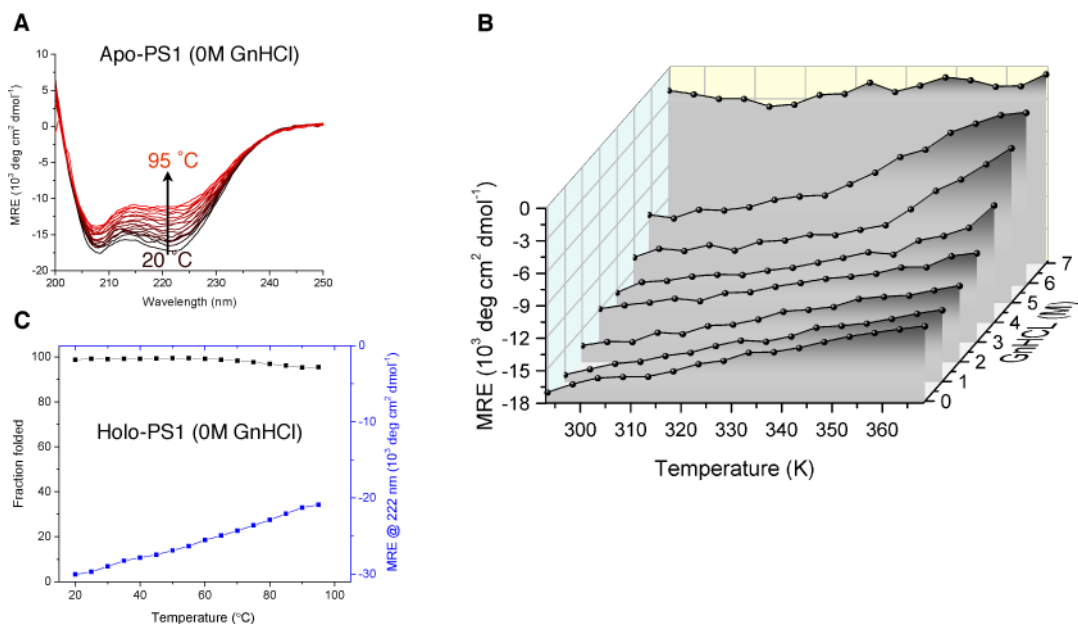 A
Apo-PS1 (0M GnHCl)
10
5
0
-5
-10
-15
-20
MRE (10³ deg cm² dmol⁻¹)
95 °C
20 °C
200 210 220 230 240 250
Wavelength (nm)
B
0
-3
-6
-9
-12
-15
-18
MRE (10³ deg cm² dmol⁻¹)
300 310 320 330 340 350 360
Temperature (K)
0 1 2 3 4 5 6 7
GnHCL (M)
C
100
80
60
40
20
0
Fraction folded
Holo-PS1 (0M GnHCl)
0
-10
-20
-30
MRE @ 222 nm (10³ deg cm² dmol⁻¹)
20 40 60 80 100
Temperature (°C)